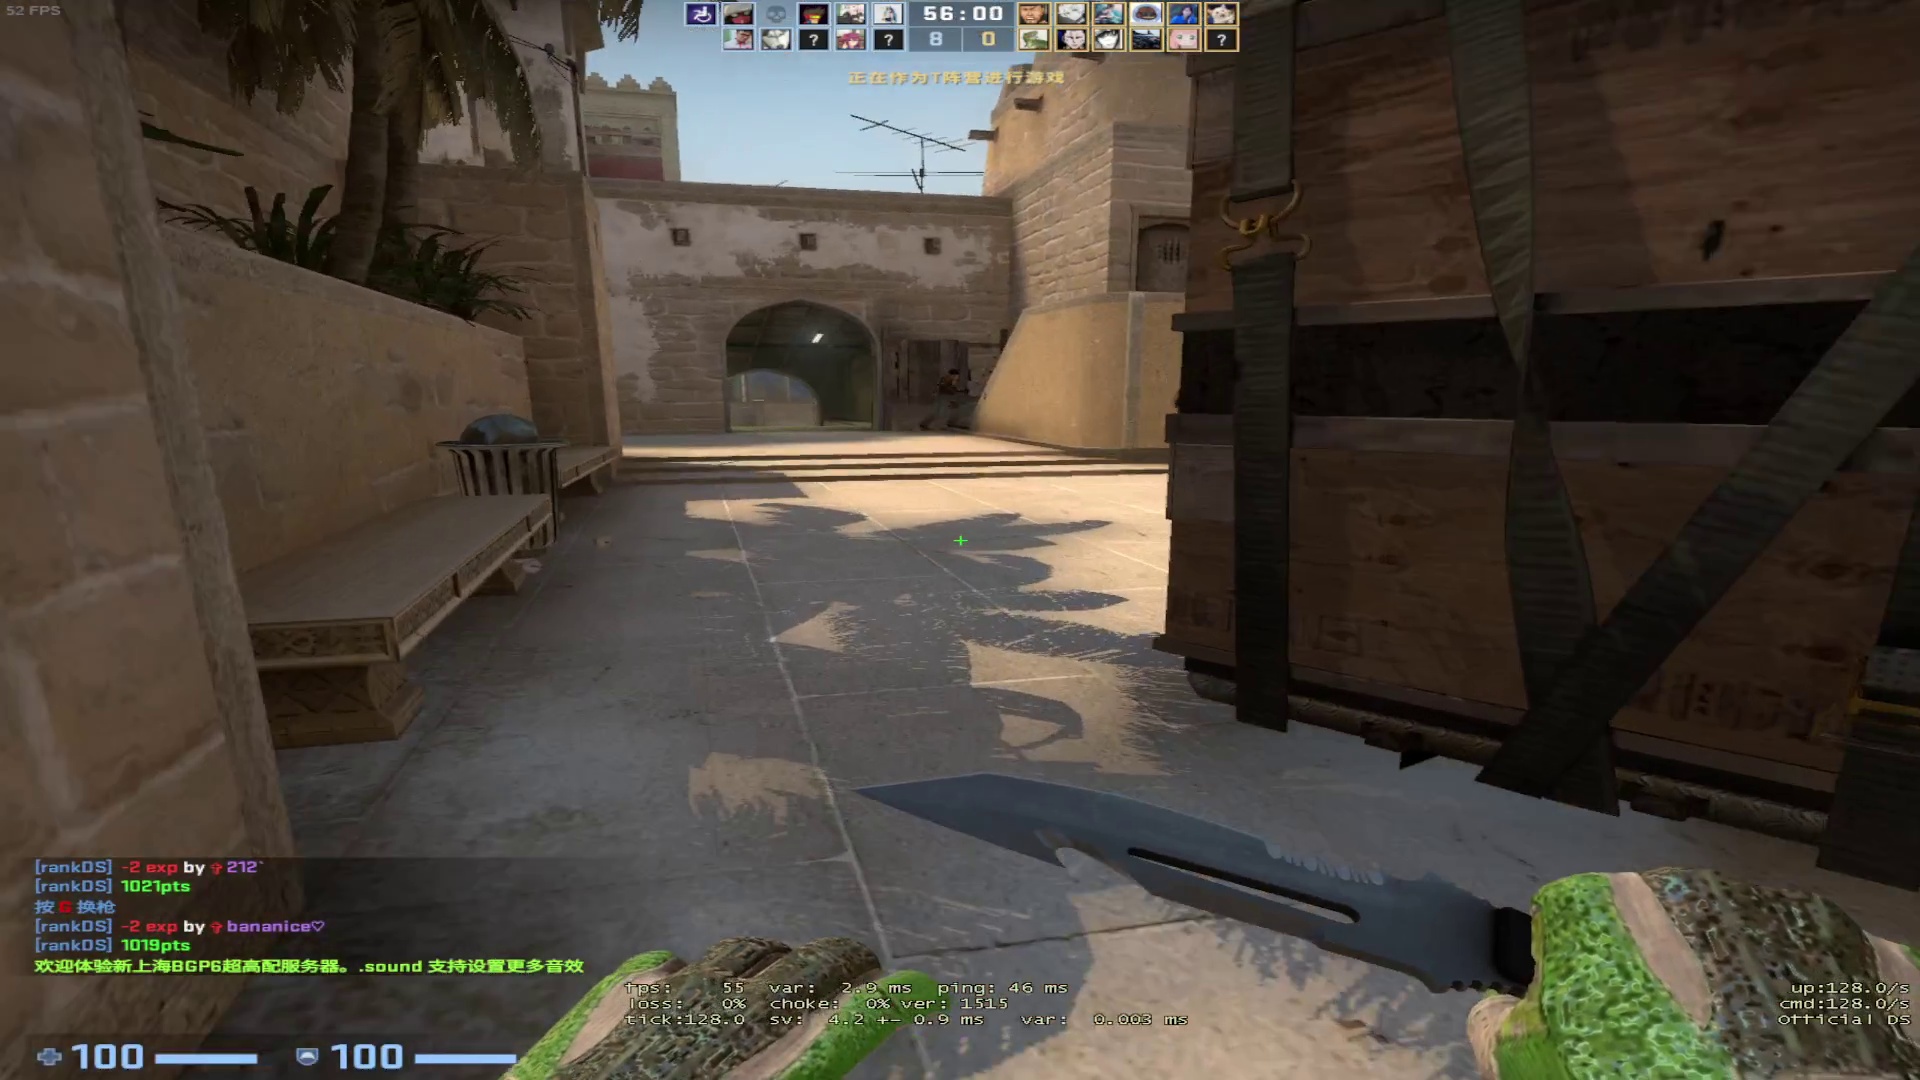 52 FPS
56:00
? ?
8 0
?
正在作为T阵营进行游戏
[rankDS] -2 exp by ✞212`
[rankDS] 1021pts
按 G 换枪
[rankDS] -2 exp by ✞bananice♡
[rankDS] 1019pts
欢迎体验新上海BGP6超高配服务器。.sound 支持设置更多音效
fps: 55 var: 2.9 ms ping: 46 ms
loss: 0% choke: 0% ver: 1515
tick:128.0 sv: 4.2 +- 0.9 ms var: 0.003 ms
up:128.0/s
cmd:128.0/s
Official DS
100 100